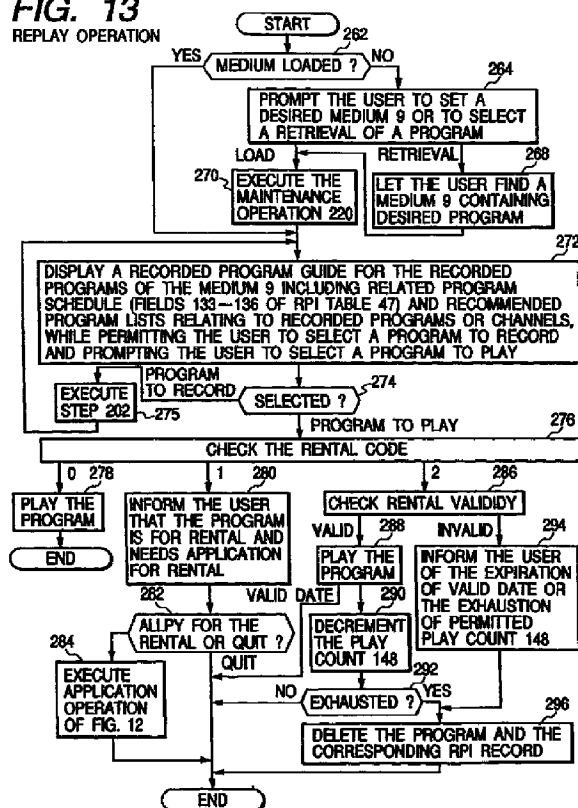 FIG. 13
REPLAY OPERATION
START
262
YES
MEDIUM LOADED ?
NO
264
PROMPT THE USER TO SET A
DESIRED MEDIUM 9 OR TO SELECT
A RETRIEVAL OF A PROGRAM
LOAD
RETRIEVAL
268
270
EXECUTE THE
MAINTENANCE
OPERATION 220
LET THE USER FIND A
MEDIUM 9 CONTAINING
DESIRED PROGRAM
272
DISPLAY A RECORDED PROGRAM GUIDE FOR THE RECORDED
PROGRAMS OF THE MEDIUM 9 INCLUDING RELATED PROGRAM
SCHEDULE (FIELDS 133—136 OF RPI TABLE 47) AND RECOMMENDED
PROGRAM LISTS RELATING TO RECORDED PROGRAMS OR CHANNELS,
WHILE PERMITTING THE USER TO SELECT A PROGRAM TO RECORD
AND PROMPTING THE USER TO SELECT A PROGRAM TO PLAY
PROGRAM
TO RECORD
274
EXECUTE
STEP 202
275
SELECTED ?
PROGRAM TO PLAY
276
CHECK THE RENTAL CODE
0
278
1
280
2
286
PLAY THE
PROGRAM
END
INFORM THE USER
THAT THE PROGRAM
IS FOR RENTAL AND
NEEDS APPLICATION
FOR RENTAL
CHECK RENTAL VALIDIDY
VALID
288
INVALID
294
PLAY THE
PROGRAM
INFORM THE USER
OF THE EXPIRATION
OF VALID DATE OR
THE EXHAUSTION
OF PERMITTED
PLAY COUNT 148
VALID DATE
290
282
ALLPY FOR THE
RENTAL OR QUIT ?
DECREMENT
THE PLAY
COUNT 148
284
QUIT
EXECUTE
APPLICATION
OPERATION
OF FIG. 12
292
NO
EXHAUSTED ?
YES
296
DELETE THE PROGRAM AND THE
CORRESPONDING RPI RECORD
END